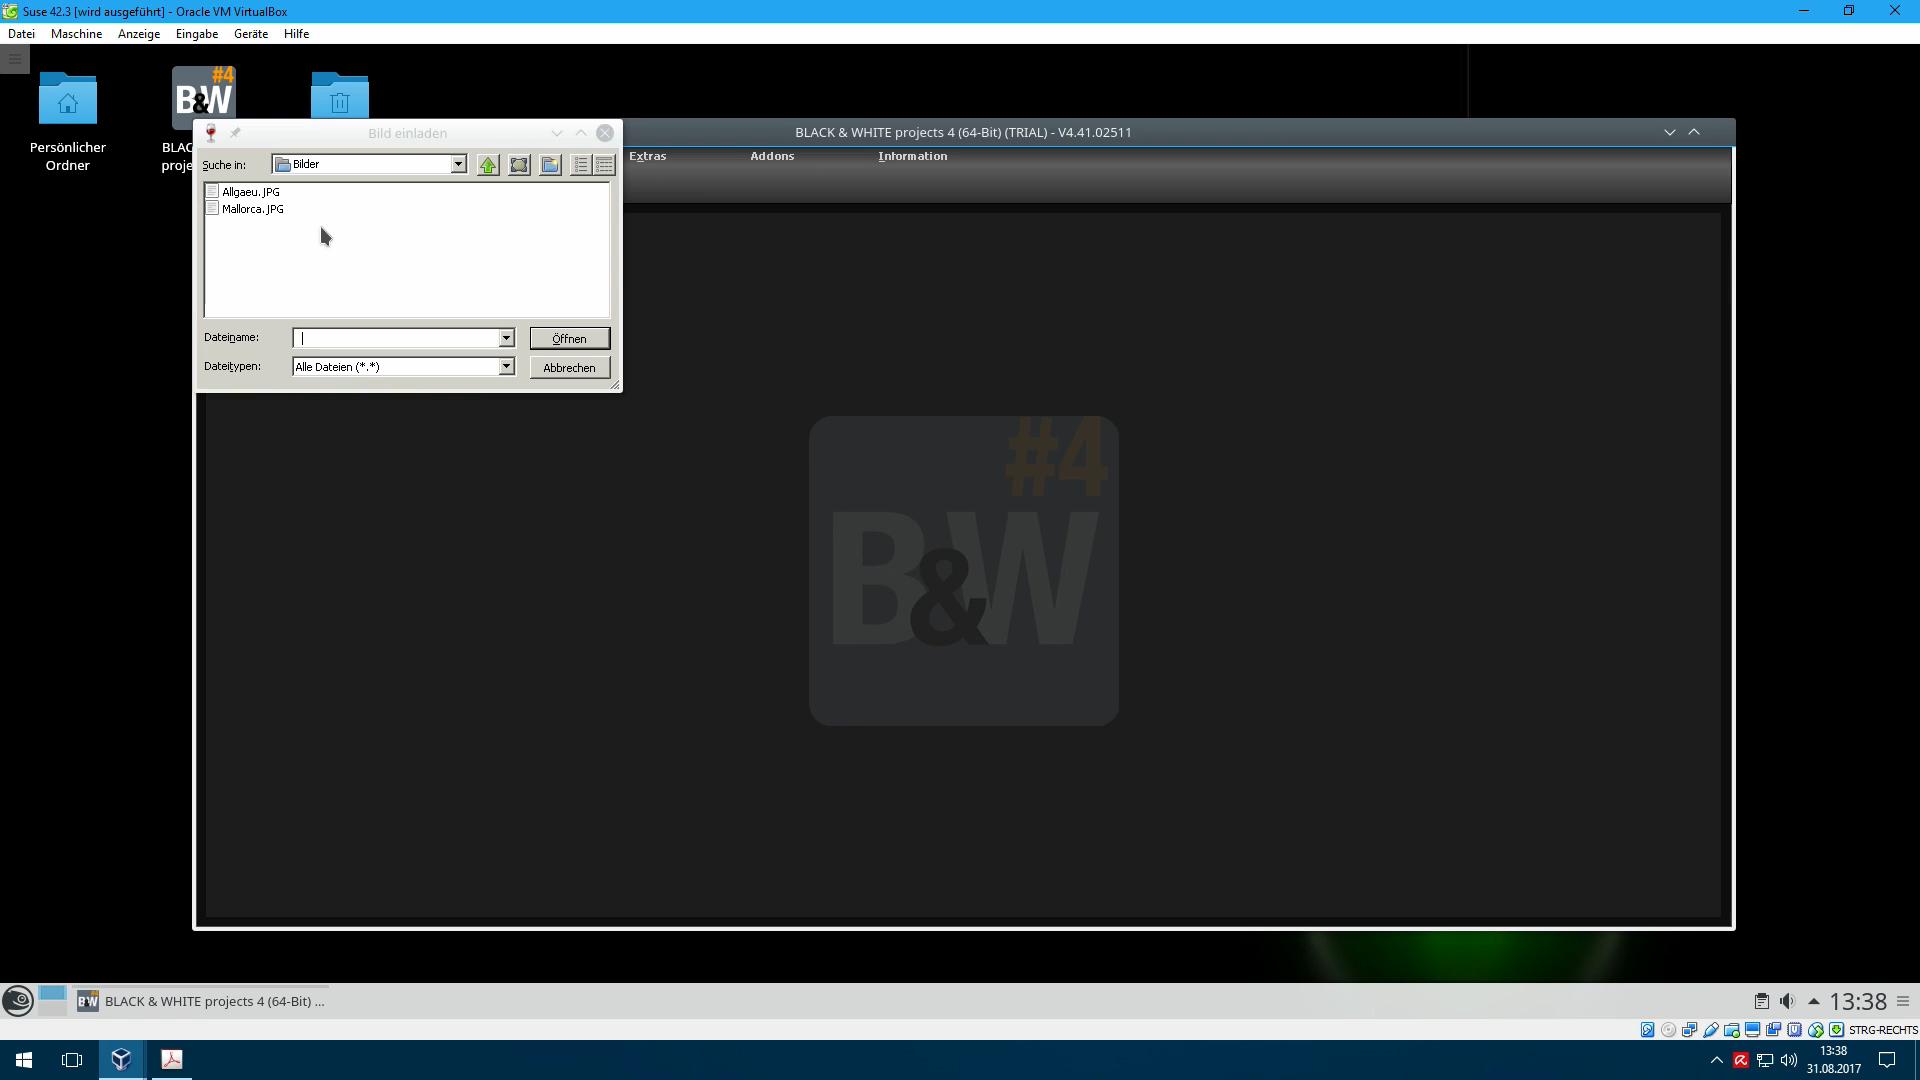 Suse 42.3 [wird ausgeführt] - Oracle VM VirtualBox
Datei Maschine Anzeige Eingabe Geräte Hilfe
#4
B&W
Persönlicher
Ordner
BLAC
proje
Bild einladen
BLACK & WHITE projects 4 (64-Bit) (TRIAL) - V4.41.02511
Suche in: Bilder
Extras Addons Information
Allgaeu.JPG
Mallorca.JPG
Dateiname: Öffnen
Dateitypen: Alle Dateien (*.*) Abbrechen
#4
B&W
B&W BLACK & WHITE projects 4 (64-Bit) ...
13:38
STRG-RECHTS
13:38
31.08.2017